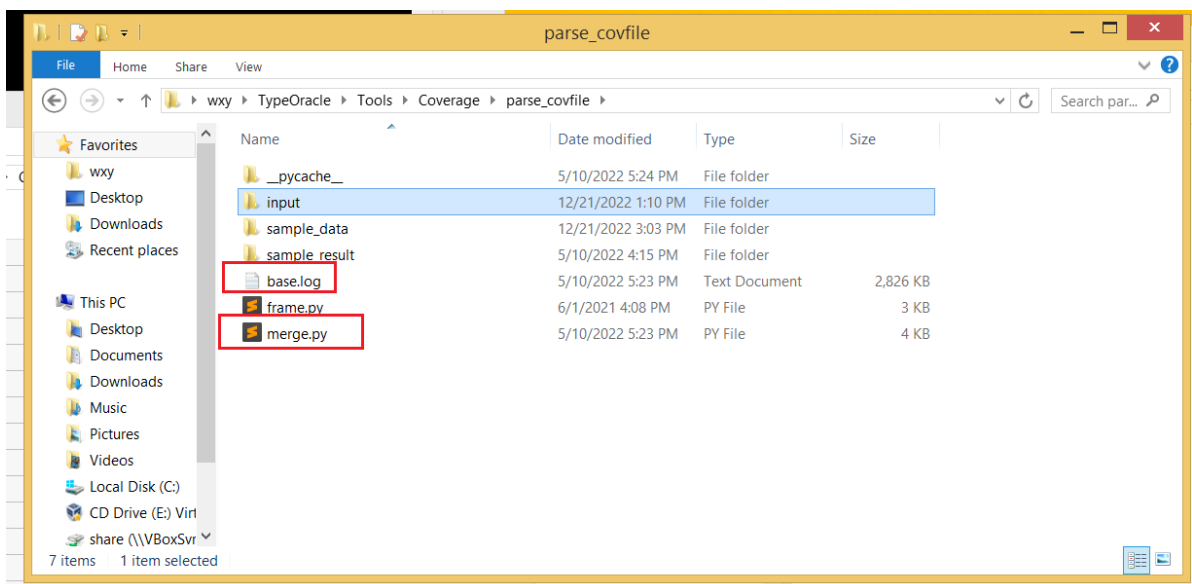 parse_covfile
File Home Share View
wxy TypeOracle Tools Coverage parse_covfile Search par...
Name Date modified Type Size
Favorites
wxy
Desktop
Downloads
Recent places
This PC
Desktop
Documents
Downloads
Music
Pictures
Videos
Local Disk (C:)
CD Drive (E:) Virt
share (\\VBoxSvr
__pycache__ 5/10/2022 5:24 PM File folder
input 12/21/2022 1:10 PM File folder
sample_data 12/21/2022 3:03 PM File folder
sample_result 5/10/2022 4:15 PM File folder
base.log 5/10/2022 5:23 PM Text Document 2,826 KB
frame.py 6/1/2021 4:08 PM PY File 3 KB
merge.py 5/10/2022 5:23 PM PY File 4 KB
7 items 1 item selected